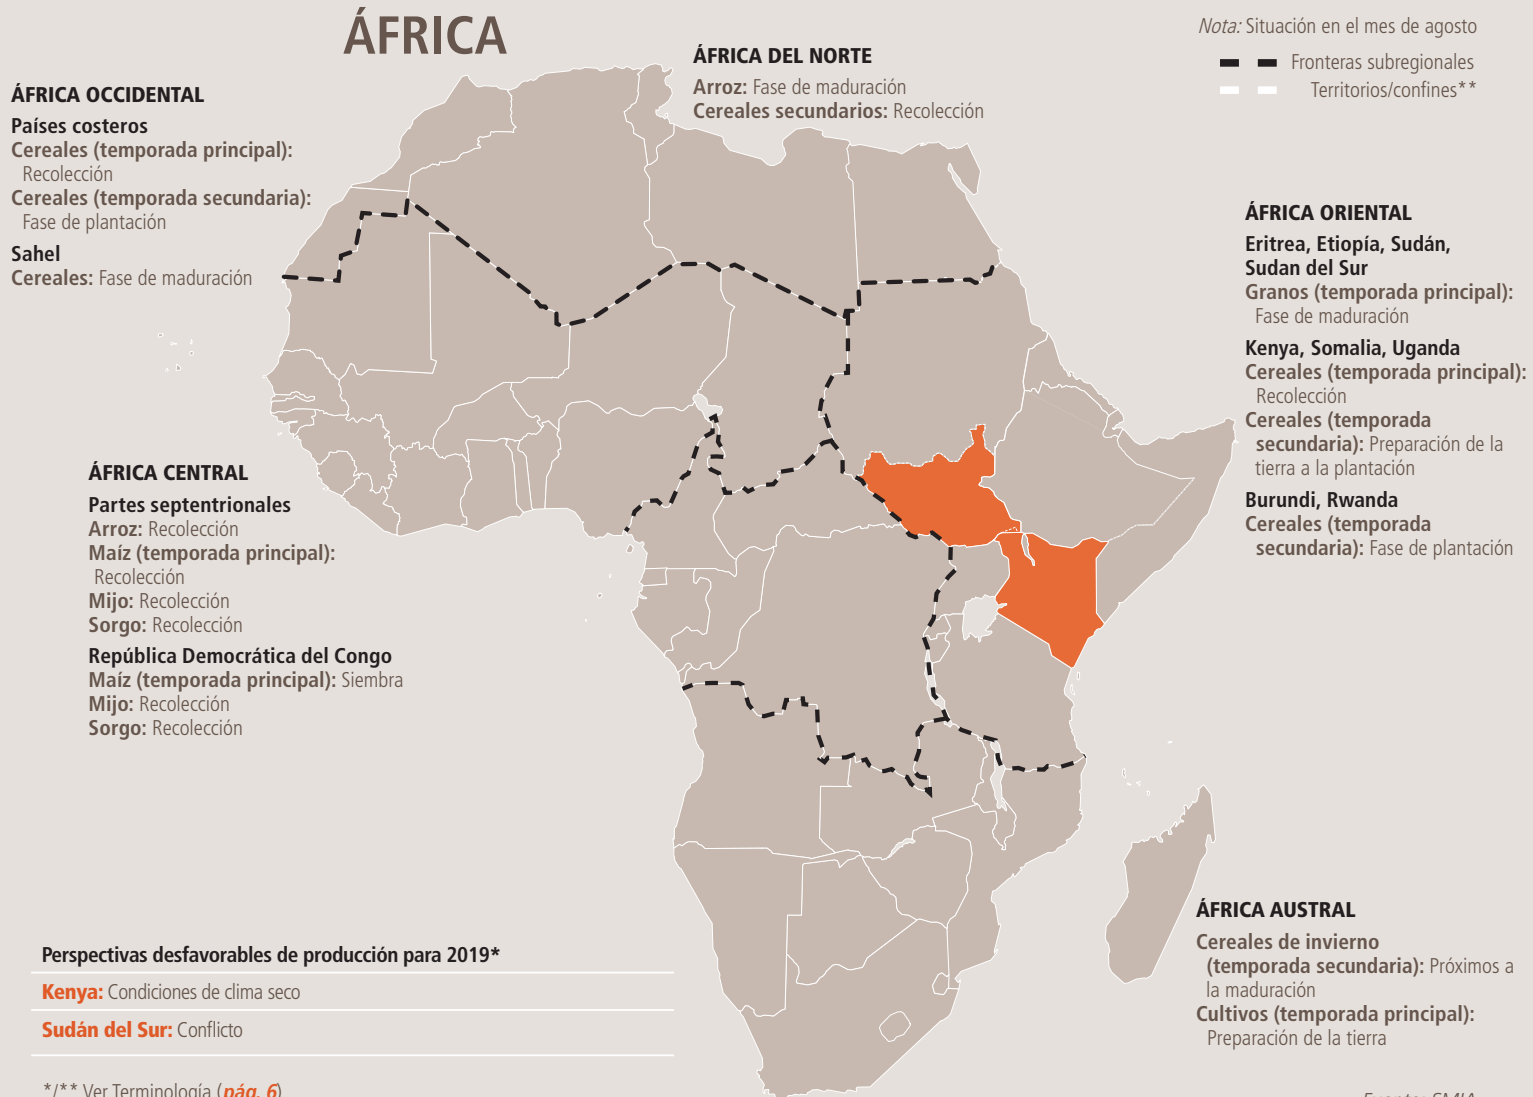 ÁFRICA
Nota: Situación en el mes de agosto
Fronteras subregionales
Territorios/confines**
ÁFRICA DEL NORTE
Arroz: Fase de maduración
Cereales secundarios: Recolección
ÁFRICA OCCIDENTAL
Países costeros
Cereales (temporada principal):
Recolección
Cereales (temporada secundaria):
Fase de plantación
Sahel
Cereales: Fase de maduración
ÁFRICA ORIENTAL
Eritrea, Etiopía, Sudán,
Sudan del Sur
Granos (temporada principal):
Fase de maduración
Kenya, Somalia, Uganda
Cereales (temporada principal):
Recolección
Cereales (temporada
secundaria): Preparación de la
tierra a la plantación
Burundi, Rwanda
Cereales (temporada
secundaria): Fase de plantación
ÁFRICA CENTRAL
Partes septentrionales
Arroz: Recolección
Maíz (temporada principal):
Recolección
Mijo: Recolección
Sorgo: Recolección
República Democrática del Congo
Maíz (temporada principal): Siembra
Mijo: Recolección
Sorgo: Recolección
ÁFRICA AUSTRAL
Cereales de invierno
(temporada secundaria): Próximos a
la maduración
Cultivos (temporada principal):
Preparación de la tierra
Perspectivas desfavorables de producción para 2019*
Kenya: Condiciones de clima seco
Sudán del Sur: Conflicto
*/** Ver Terminología (pág. 6)
Fuente: SMIA